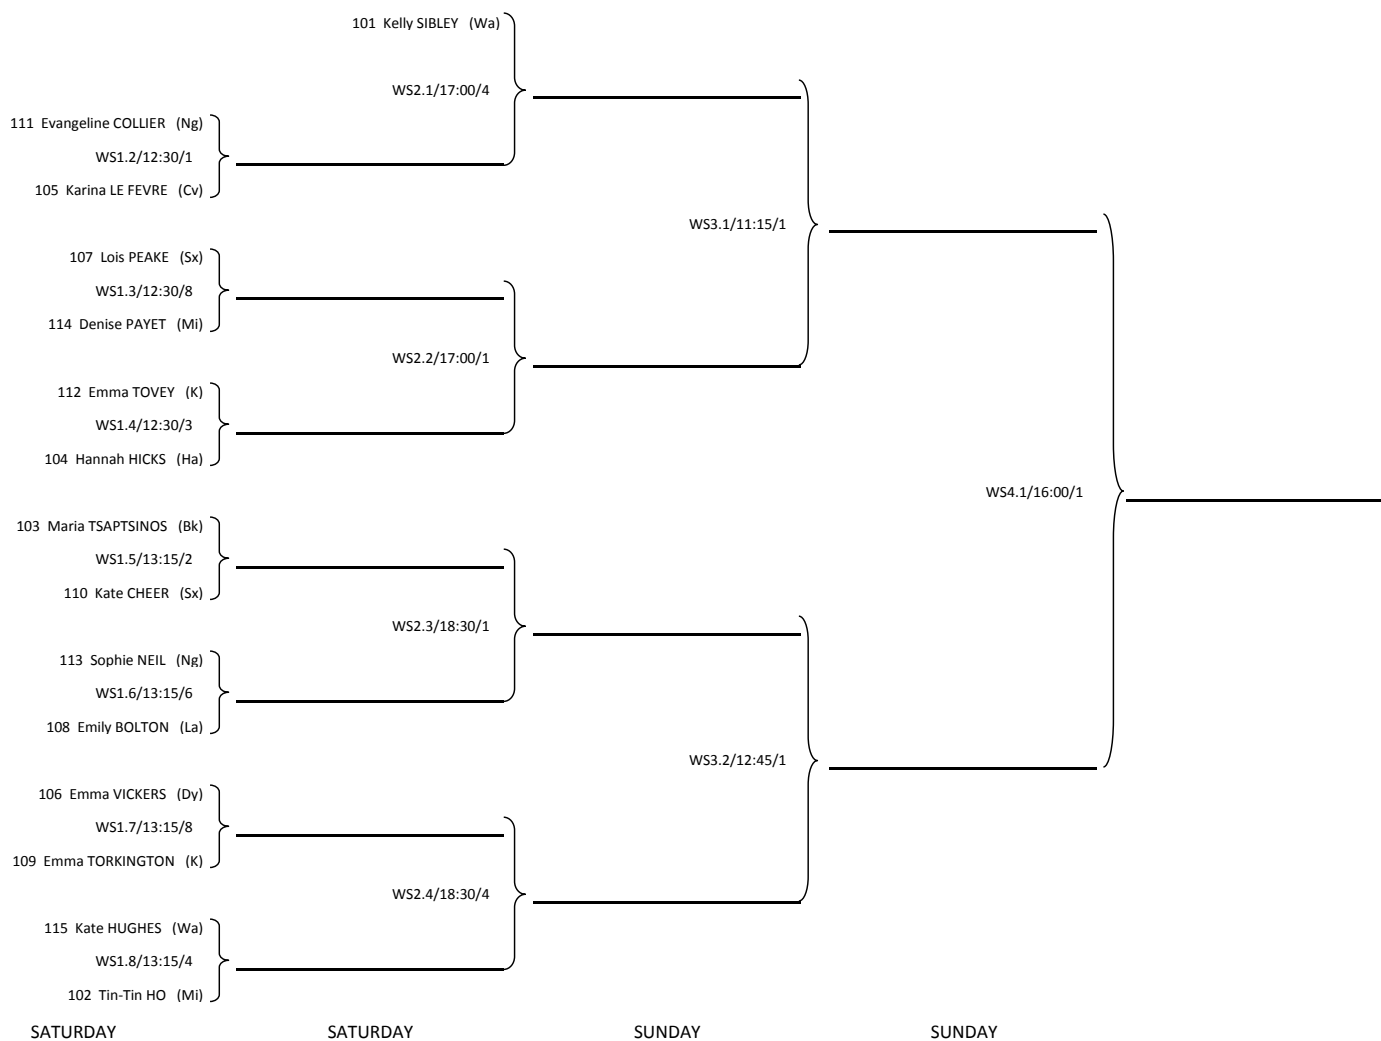 101 Kelly SIBLEY (Wa)
WS2.1/17:00/4
111 Evangeline COLLIER (Ng)
WS1.2/12:30/1
105 Karina LE FEVRE (Cv)
WS3.1/11:15/1
107 Lois PEAKE (Sx)
WS1.3/12:30/8
114 Denise PAYET (Mi)
WS2.2/17:00/1
112 Emma TOVEY (K)
WS1.4/12:30/3
104 Hannah HICKS (Ha)
WS4.1/16:00/1
103 Maria TSAPTSINOS (Bk)
WS1.5/13:15/2
110 Kate CHEER (Sx)
WS2.3/18:30/1
113 Sophie NEIL (Ng)
WS1.6/13:15/6
108 Emily BOLTON (La)
WS3.2/12:45/1
106 Emma VICKERS (Dy)
WS1.7/13:15/8
109 Emma TORKINGTON (K)
WS2.4/18:30/4
115 Kate HUGHES (Wa)
WS1.8/13:15/4
102 Tin-Tin HO (Mi)
SATURDAY SATURDAY SUNDAY SUNDAY